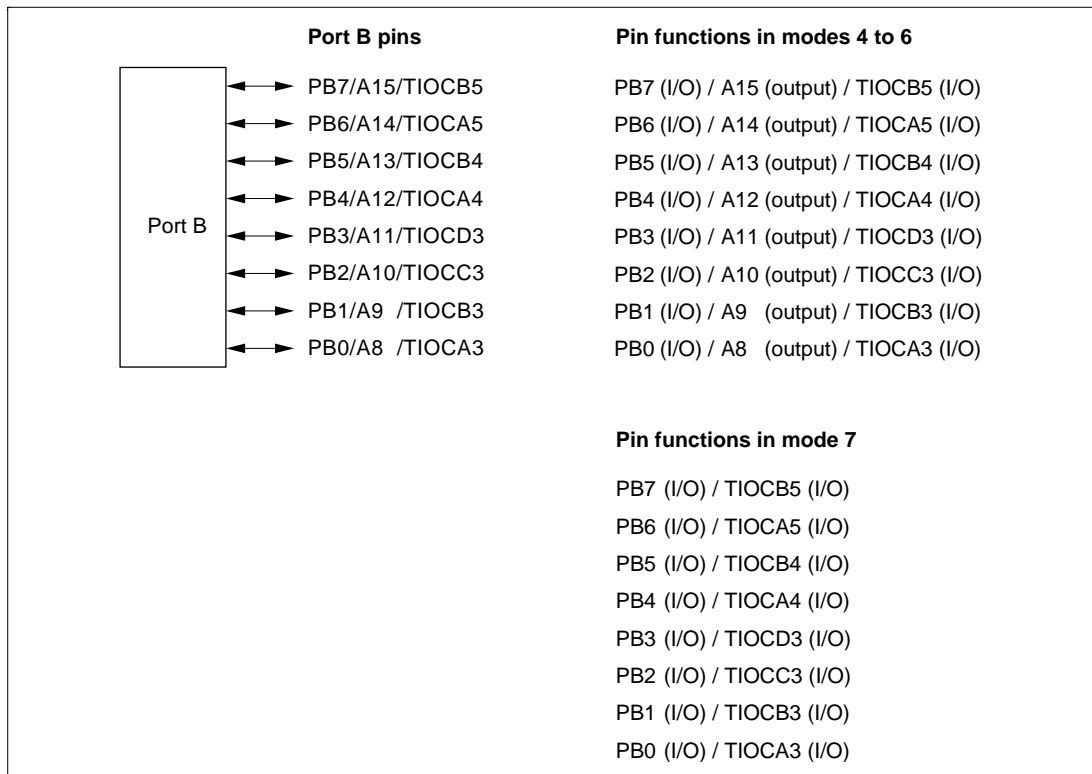 Port B pins
Pin functions in modes 4 to 6
Port B
PB7/A15/TIOCB5
PB7 (I/O) / A15 (output) / TIOCB5 (I/O)
PB6/A14/TIOCA5
PB6 (I/O) / A14 (output) / TIOCA5 (I/O)
PB5/A13/TIOCB4
PB5 (I/O) / A13 (output) / TIOCB4 (I/O)
PB4/A12/TIOCA4
PB4 (I/O) / A12 (output) / TIOCA4 (I/O)
PB3/A11/TIOCD3
PB3 (I/O) / A11 (output) / TIOCD3 (I/O)
PB2/A10/TIOCC3
PB2 (I/O) / A10 (output) / TIOCC3 (I/O)
PB1/A9 /TIOCB3
PB1 (I/O) / A9 (output) / TIOCB3 (I/O)
PB0/A8 /TIOCA3
PB0 (I/O) / A8 (output) / TIOCA3 (I/O)
Pin functions in mode 7
PB7 (I/O) / TIOCB5 (I/O)
PB6 (I/O) / TIOCA5 (I/O)
PB5 (I/O) / TIOCB4 (I/O)
PB4 (I/O) / TIOCA4 (I/O)
PB3 (I/O) / TIOCD3 (I/O)
PB2 (I/O) / TIOCC3 (I/O)
PB1 (I/O) / TIOCB3 (I/O)
PB0 (I/O) / TIOCA3 (I/O)